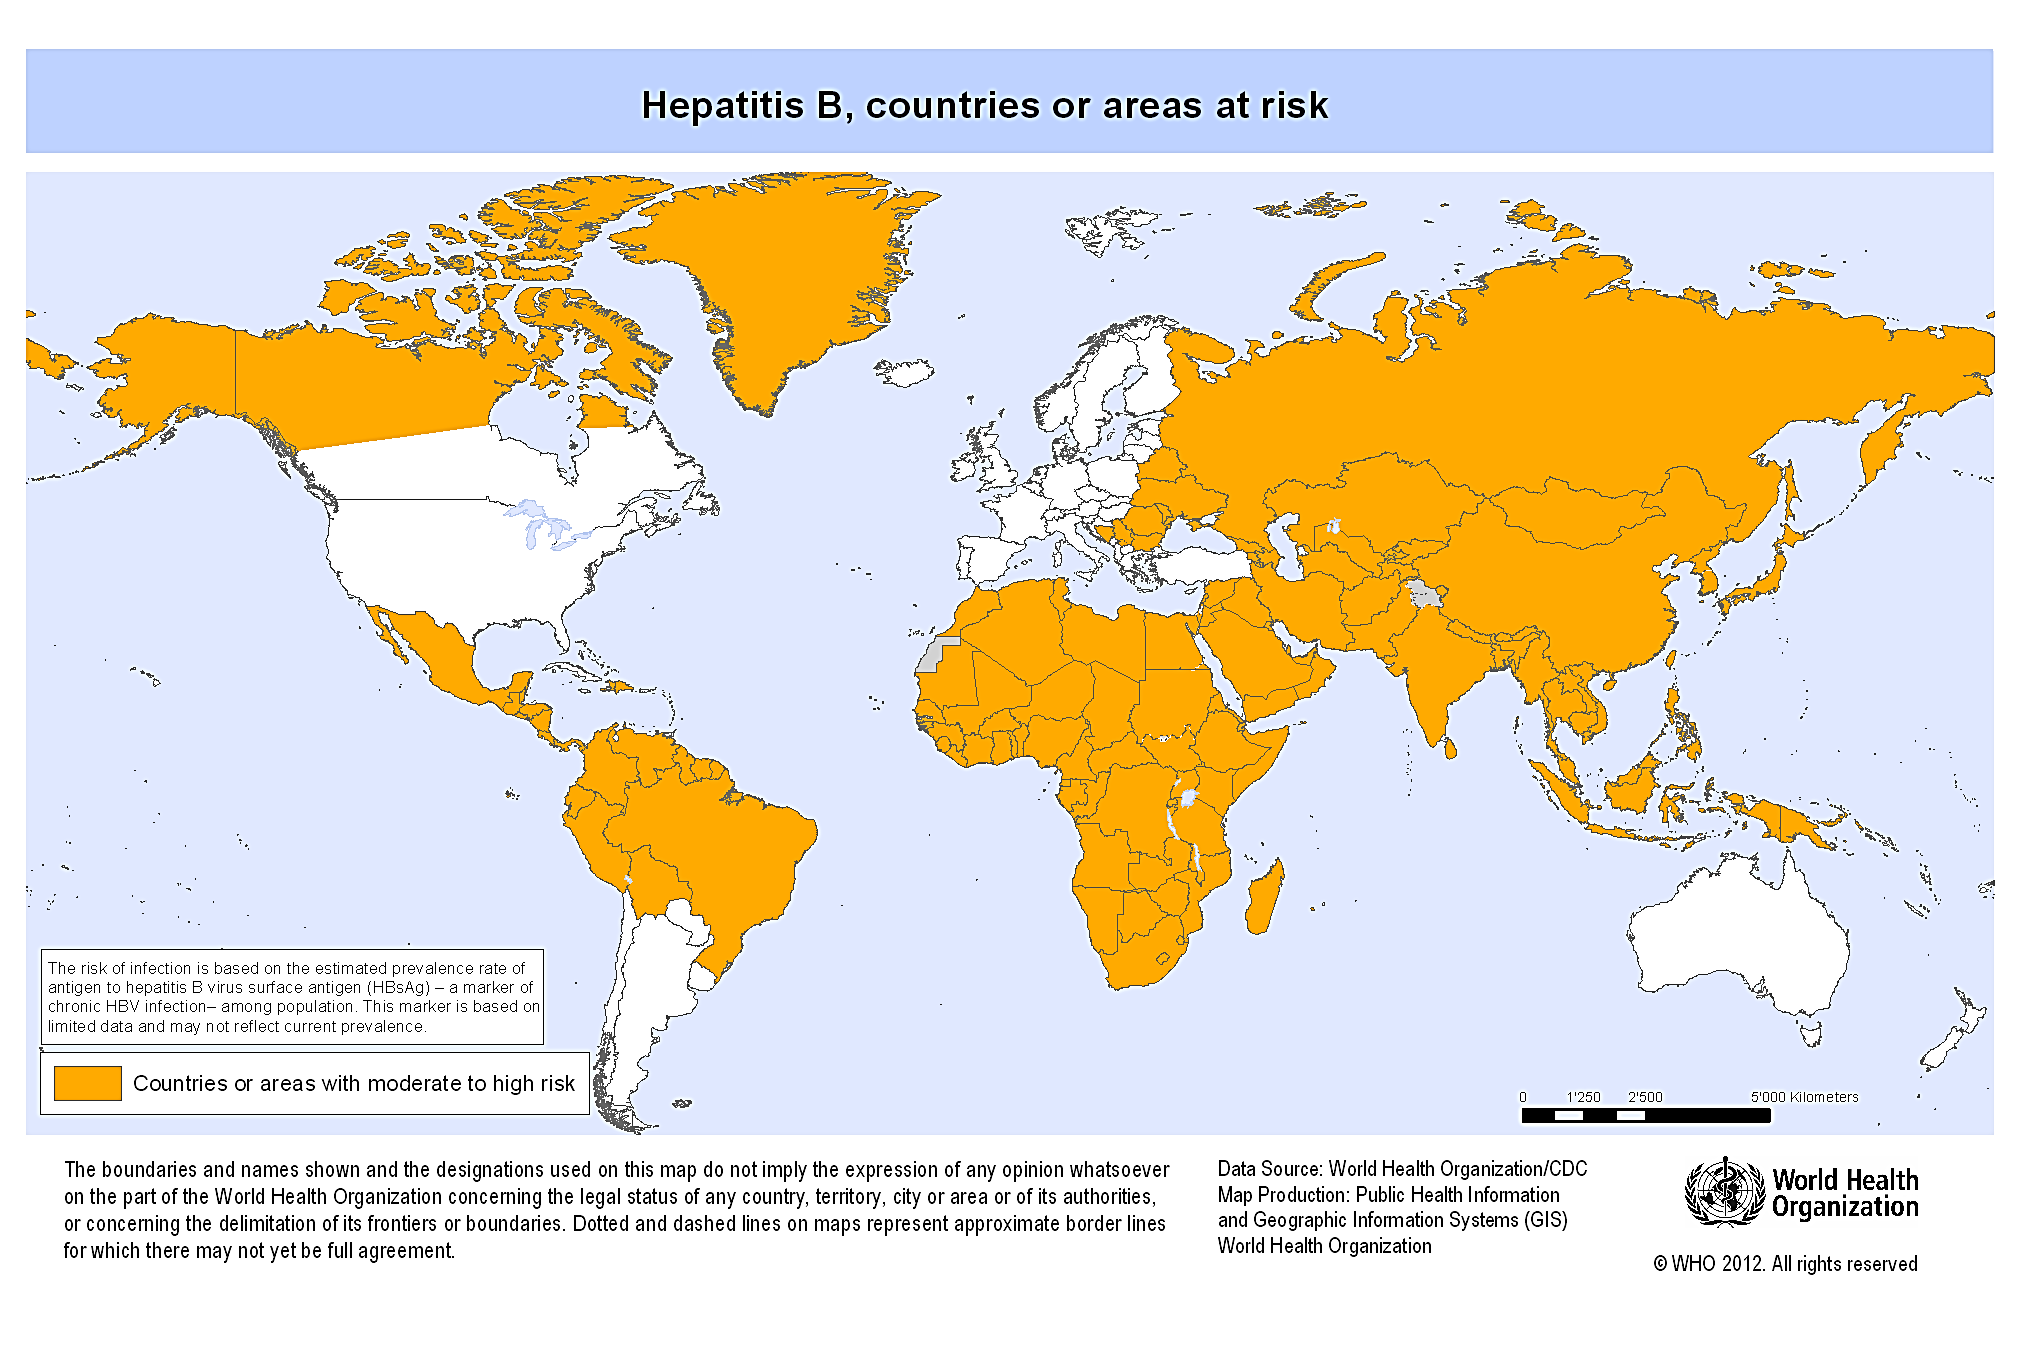 Hepatitis B, countries or areas at risk
The risk of infection is based on the estimated prevalence rate of
antigen to hepatitis B virus surface antigen (HBsAg) – a marker of
chronic HBV infection– among population. This marker is based on
limited data and may not reflect current prevalence.
Countries or areas with moderate to high risk
0 1'250 2'500 5'000 Kilometers
The boundaries and names shown and the designations used on this map do not imply the expression of any opinion whatsoever
on the part of the World Health Organization concerning the legal status of any country, territory, city or area or of its authorities,
or concerning the delimitation of its frontiers or boundaries. Dotted and dashed lines on maps represent approximate border lines
for which there may not yet be full agreement.
Data Source: World Health Organization/CDC
Map Production: Public Health Information
and Geographic Information Systems (GIS)
World Health Organization
World Health
Organization
© WHO 2012. All rights reserved